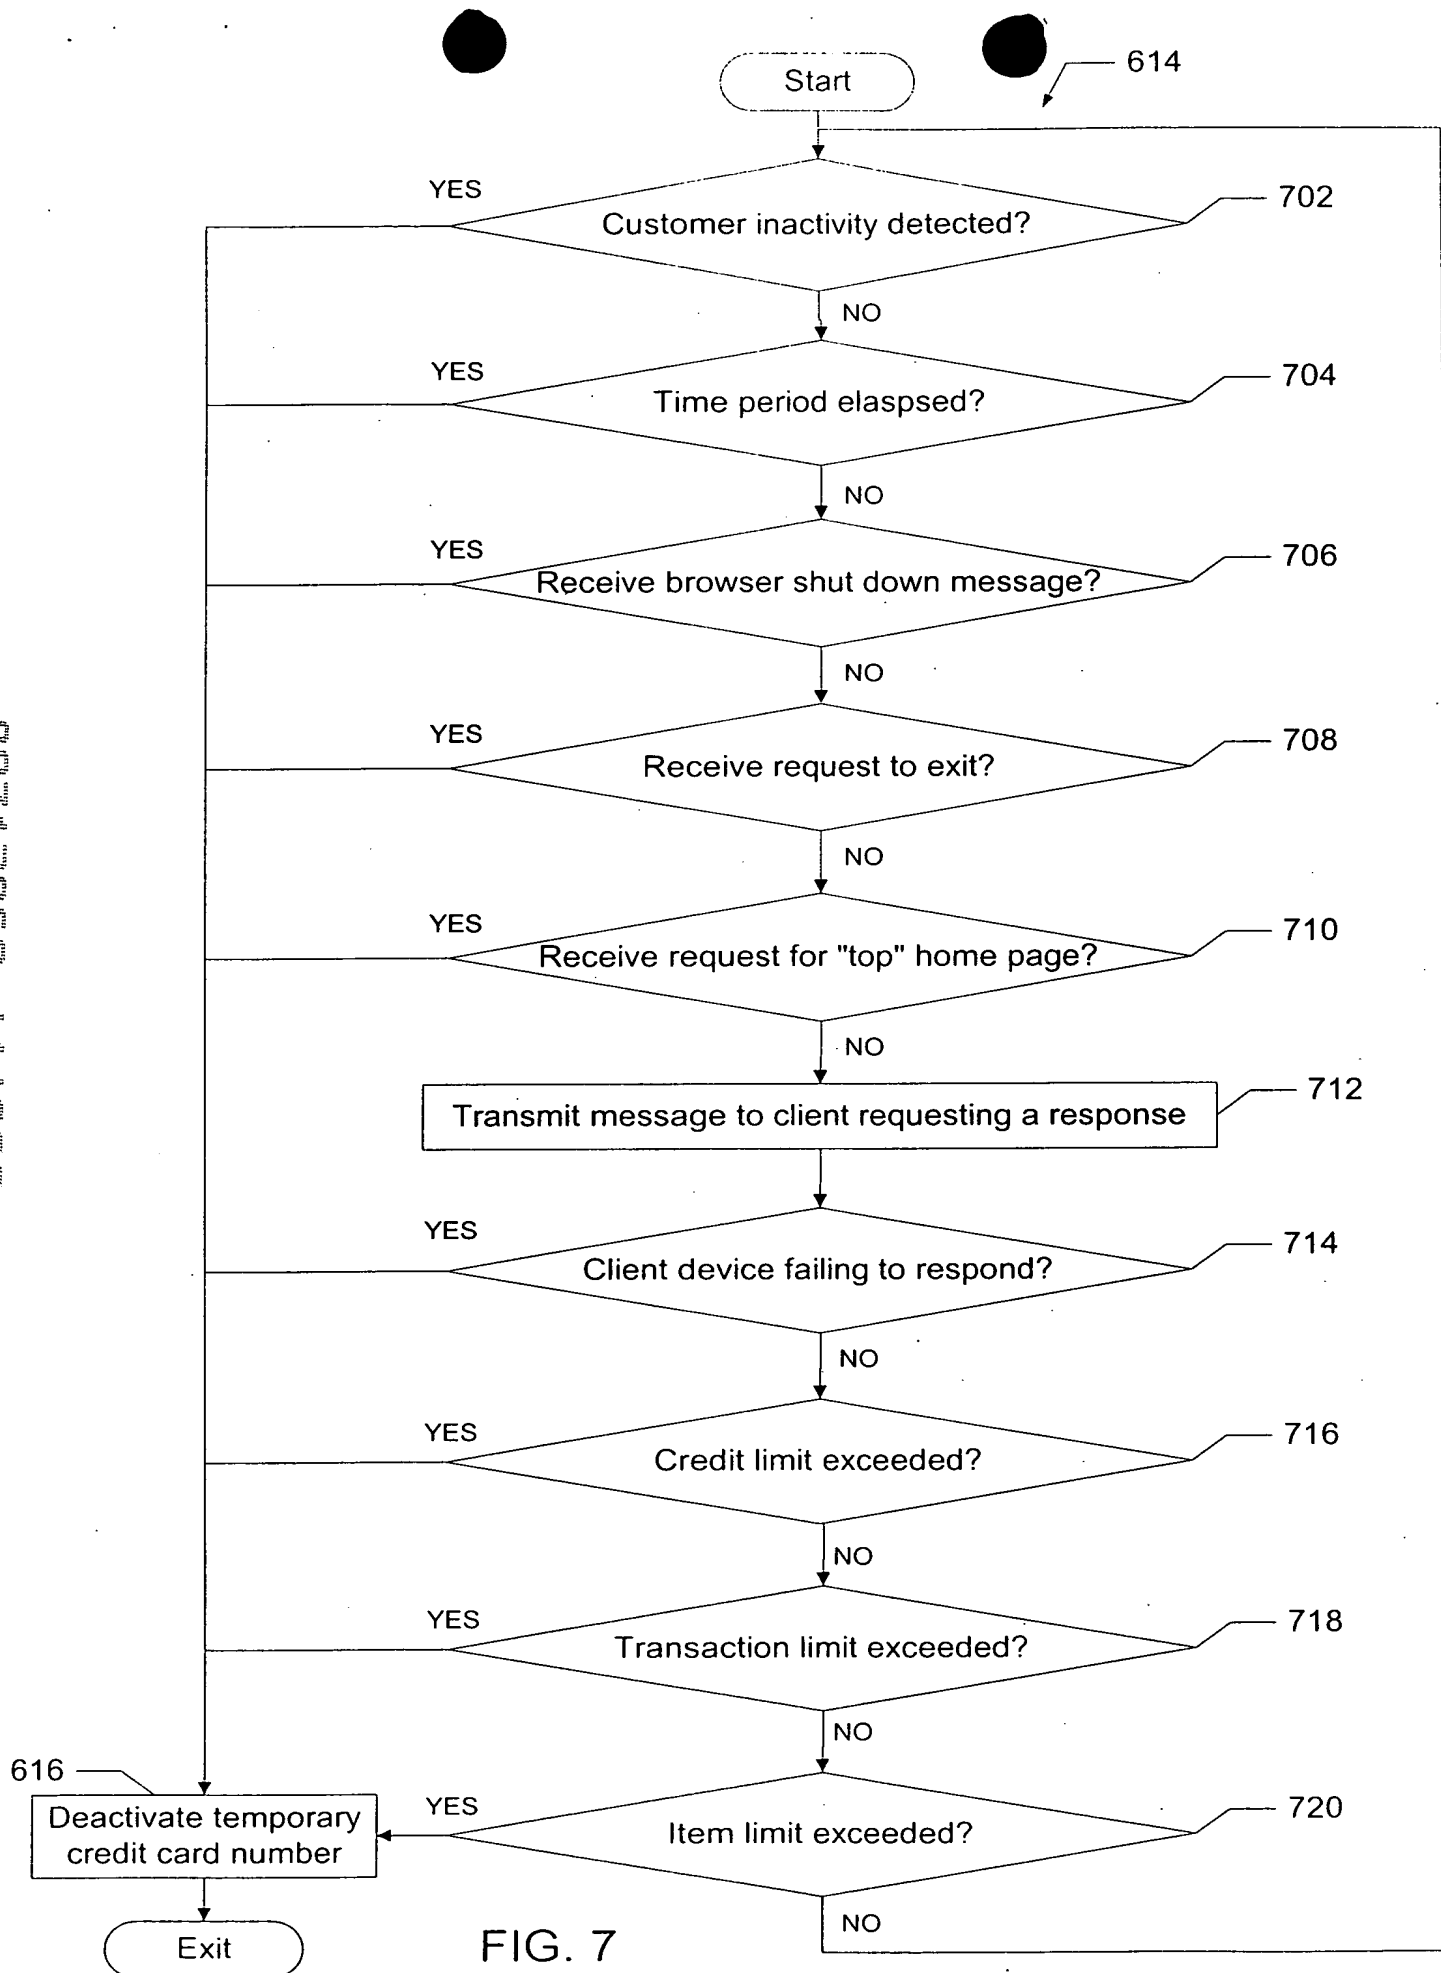 Start
614
YES
Customer inactivity detected?
702
NO
YES
Time period elaspsed?
704
NO
YES
Receive browser shut down message?
706
NO
YES
Receive request to exit?
708
NO
YES
Receive request for "top" home page?
710
NO
Transmit message to client requesting a response
712
YES
Client device failing to respond?
714
NO
YES
Credit limit exceeded?
716
NO
YES
Transaction limit exceeded?
718
NO
616
Deactivate temporary
credit card number
YES
Item limit exceeded?
720
NO
Exit
FIG. 7